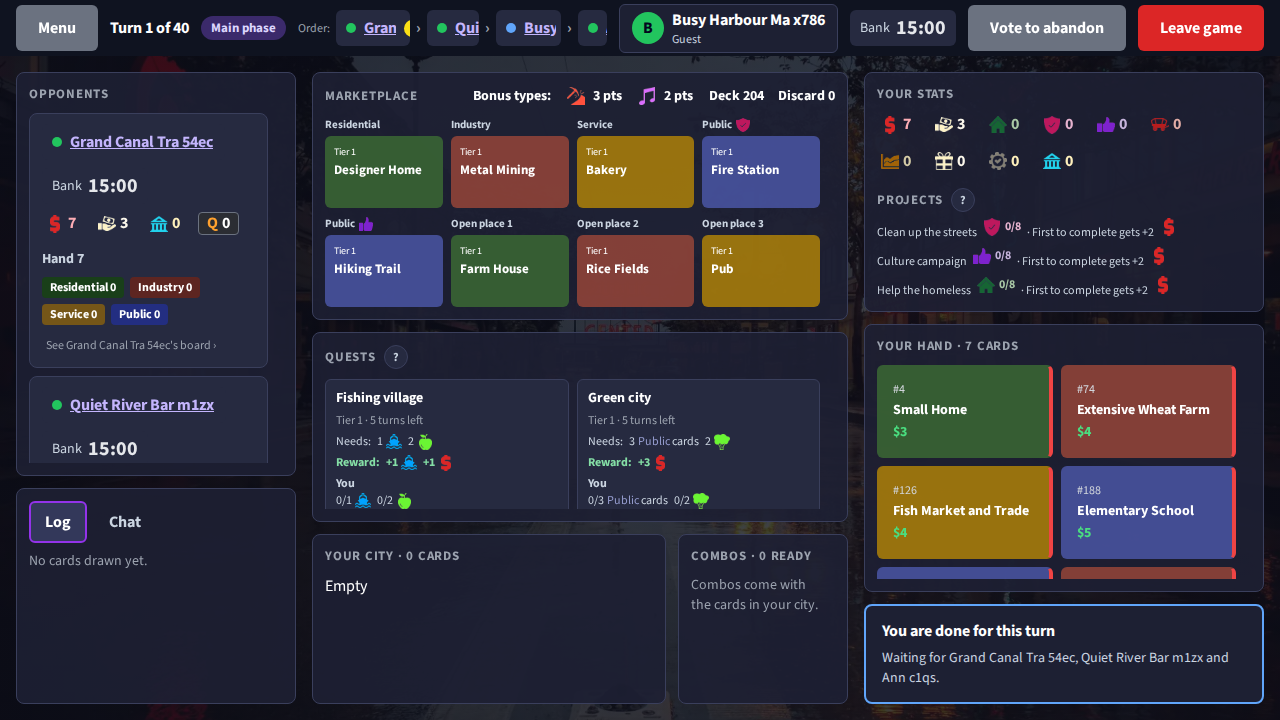 Menu
Turn 1 of 40
Main phase
Order:
Gran
›
Qui
›
Busy
›
B
Busy Harbour Ma x786
Guest
Bank 15:00
Vote to abandon
Leave game
OPPONENTS
Grand Canal Tra 54ec
Bank 15:00
7 3 0 Q 0
Hand 7
Residential 0 Industry 0
Service 0 Public 0
See Grand Canal Tra 54ec's board ›
Quiet River Bar m1zx
Bank 15:00
Log Chat
No cards drawn yet.
MARKETPLACE
Bonus types: 3 pts 2 pts Deck 204 Discard 0
Residential Industry Service Public
Tier 1 Tier 1 Tier 1 Tier 1
Designer Home Metal Mining Bakery Fire Station
Public Open place 1 Open place 2 Open place 3
Tier 1 Tier 1 Tier 1 Tier 1
Hiking Trail Farm House Rice Fields Pub
QUESTS ?
Fishing village
Tier 1 · 5 turns left
Needs: 1 2
Reward: +1 +1
You
0/1 0/2
Green city
Tier 1 · 5 turns left
Needs: 3 Public cards 2
Reward: +3
You
0/3 Public cards 0/2
YOUR CITY · 0 CARDS
Empty
COMBOS · 0 READY
Combos come with
the cards in your city.
YOUR STATS
7 3 0 0 0 0
0 0 0 0
PROJECTS ?
Clean up the streets 0/8 · First to complete gets +2
Culture campaign 0/8 · First to complete gets +2
Help the homeless 0/8 · First to complete gets +2
YOUR HAND · 7 CARDS
#4
Small Home
$3
#74
Extensive Wheat Farm
$4
#126
Fish Market and Trade
$4
#188
Elementary School
$5
You are done for this turn
Waiting for Grand Canal Tra 54ec, Quiet River Bar m1zx and
Ann c1qs.